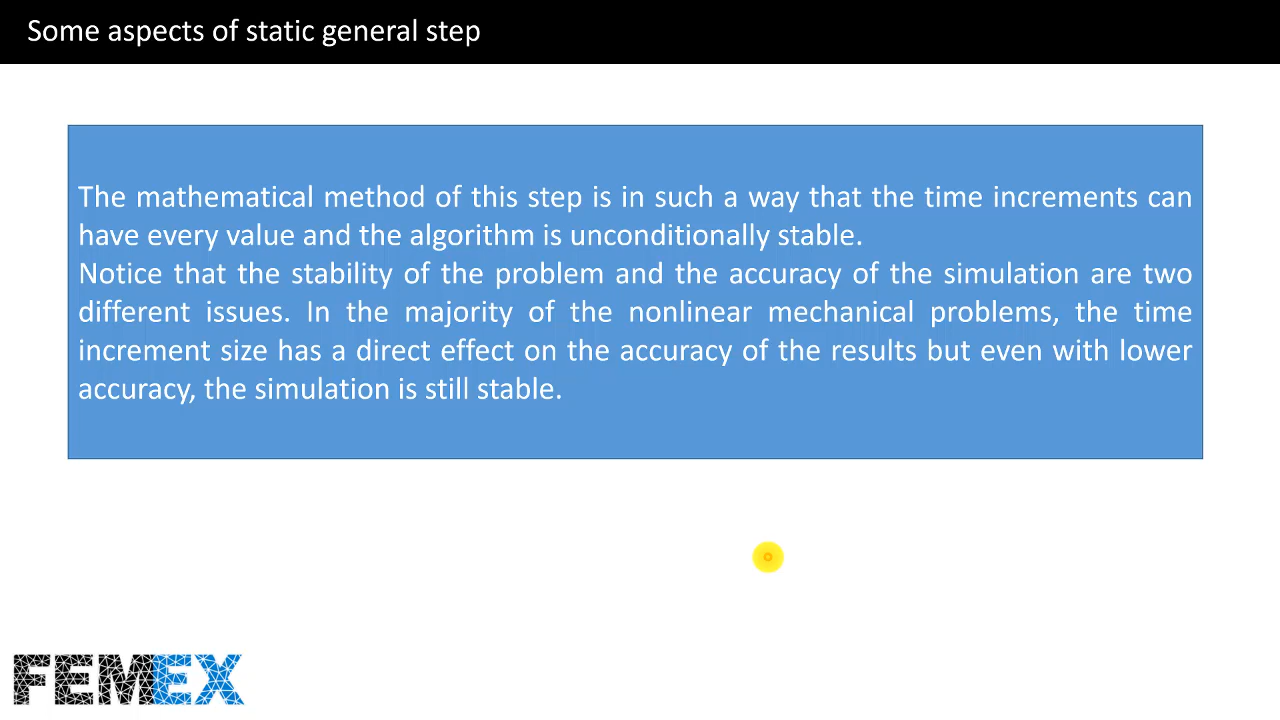 Some aspects of static general step
The mathematical method of this step is in such a way that the time increments can
have every value and the algorithm is unconditionally stable.
Notice that the stability of the problem and the accuracy of the simulation are two
different issues. In the majority of the nonlinear mechanical problems, the time
increment size has a direct effect on the accuracy of the results but even with lower
accuracy, the simulation is still stable.
FEMEX